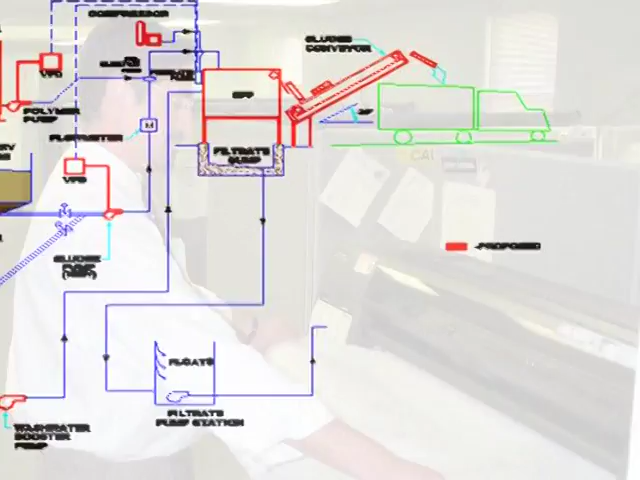 COMPRESSOR
SLUDGE
CONVEYOR
VFD
BFP
POLYMER
PUMP
FLOWMETER
M
FILTRATE
SUMP
VFD
CAL
-PROPOSED
SLUDGE
PUMP
FLOATS
FILTRATE
PUMP STATION
WASHWATER
BOOSTER
PUMP